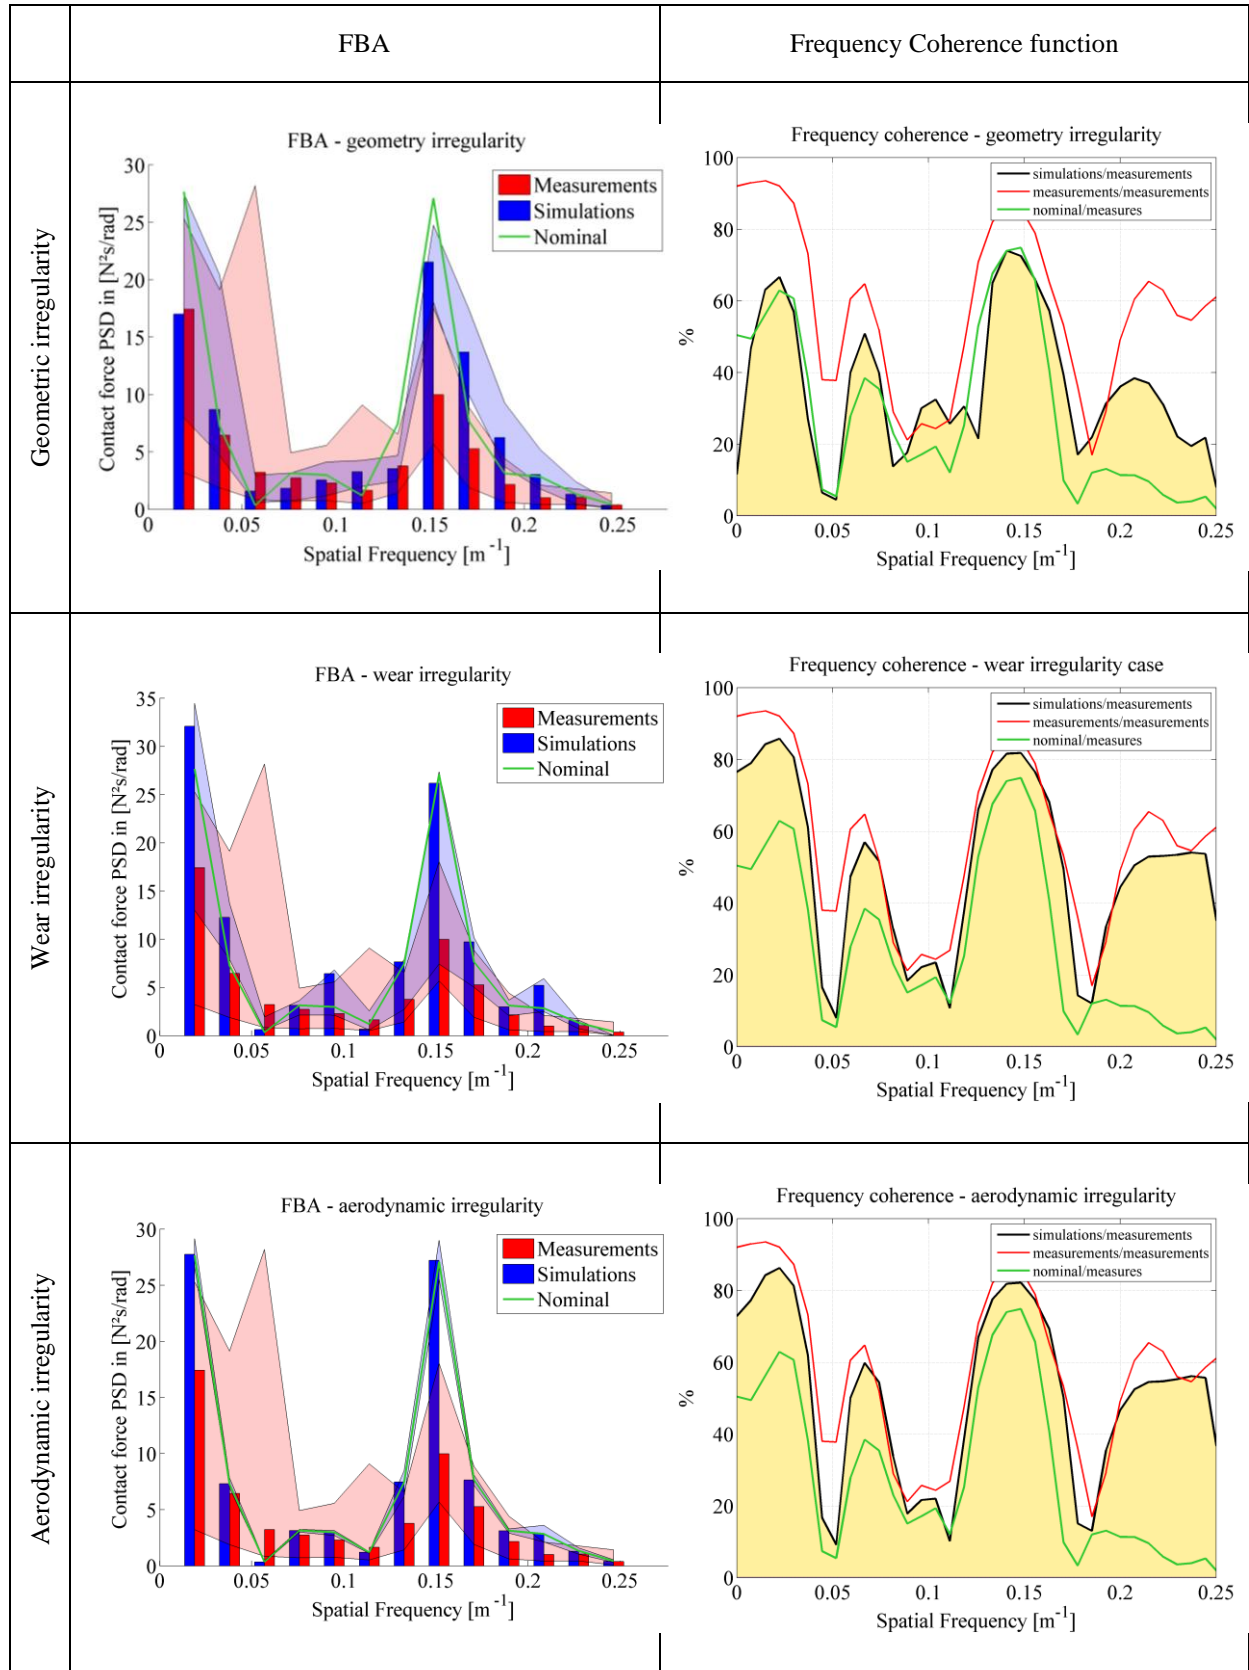 FBA
Frequency Coherence function
Geometric irregularity
FBA - geometry irregularity
Contact force PSD in [N²s/rad]
30
25
20
15
10
5
0
Measurements
Simulations
Nominal
0
0.05
0.1
0.15
0.2
0.25
Spatial Frequency [m⁻¹]
Frequency coherence - geometry irregularity
%
100
80
60
40
20
0
simulations/measurements
measurements/measurements
nominal/measures
0
0.05
0.1
0.15
0.2
0.25
Spatial Frequency [m⁻¹]
Wear irregularity
FBA - wear irregularity
Contact force PSD in [N²s/rad]
35
30
25
20
15
10
5
0
Measurements
Simulations
Nominal
0
0.05
0.1
0.15
0.2
0.25
Spatial Frequency [m⁻¹]
Frequency coherence - wear irregularity case
%
100
80
60
40
20
0
simulations/measurements
measurements/measurements
nominal/measures
0
0.05
0.1
0.15
0.2
0.25
Spatial Frequency [m⁻¹]
Aerodynamic irregularity
FBA - aerodynamic irregularity
Contact force PSD in [N²s/rad]
30
25
20
15
10
5
0
Measurements
Simulations
Nominal
0
0.05
0.1
0.15
0.2
0.25
Spatial Frequency [m⁻¹]
Frequency coherence - aerodynamic irregularity
%
100
80
60
40
20
0
simulations/measurements
measurements/measurements
nominal/measures
0
0.05
0.1
0.15
0.2
0.25
Spatial Frequency [m⁻¹]